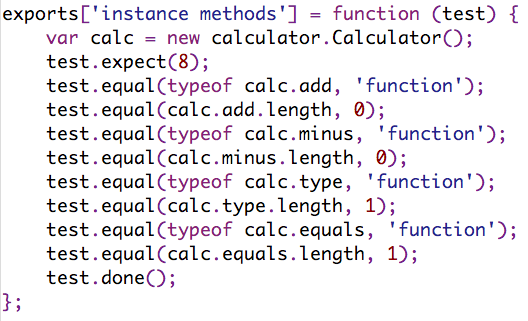 exports['instance methods'] = function (test) {
    var calc = new calculator.Calculator();
    test.expect(8);
    test.equal(typeof calc.add, 'function');
    test.equal(calc.add.length, 0);
    test.equal(typeof calc.minus, 'function');
    test.equal(calc.minus.length, 0);
    test.equal(typeof calc.type, 'function');
    test.equal(calc.type.length, 1);
    test.equal(typeof calc.equals, 'function');
    test.equal(calc.equals.length, 1);
    test.done();
};